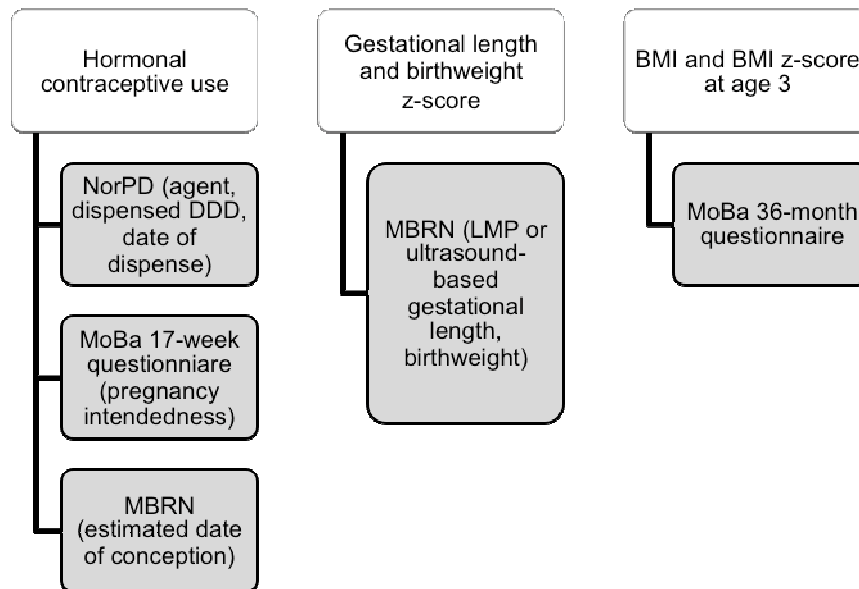 Hormonal
contraceptive use
NorPD (agent,
dispensed DDD,
date of
dispense)
MoBa 17-week
questionniare
(pregnancy
intendedness)
MBRN
(estimated date
of conception)
Gestational length
and birthweight
z-score
MBRN (LMP or
ultrasound-
based
gestational
length,
birthweight)
BMI and BMI z-score
at age 3
MoBa 36-month
questionnaire